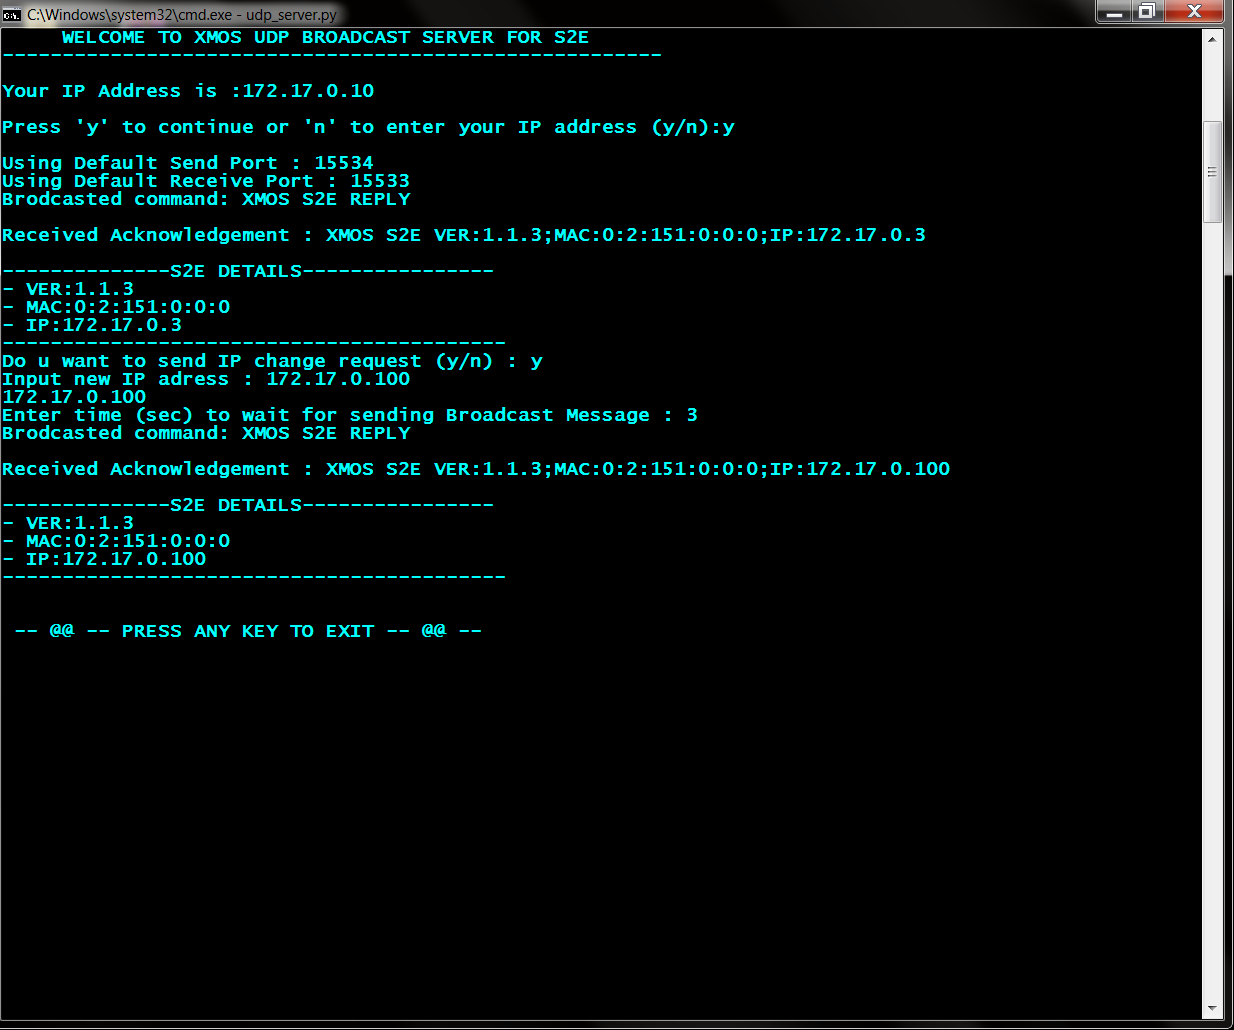 C:\Windows\system32\cmd.exe - udp_server.py
WELCOME TO XMOS UDP BROADCAST SERVER FOR S2E
-------------------------------------------------------
Your IP Address is :172.17.0.10
Press 'y' to continue or 'n' to enter your IP address (y/n):y
Using Default Send Port : 15534
Using Default Receive Port : 15533
Brodcasted command: XMOS S2E REPLY
Received Acknowledgement : XMOS S2E VER:1.1.3;MAC:0:2:151:0:0:0;IP:172.17.0.3
--------------S2E DETAILS----------------
- VER:1.1.3
- MAC:0:2:151:0:0:0
- IP:172.17.0.3
------------------------------------------
Do u want to send IP change request (y/n) : y
Input new IP adress : 172.17.0.100
172.17.0.100
Enter time (sec) to wait for sending Broadcast Message : 3
Brodcasted command: XMOS S2E REPLY
Received Acknowledgement : XMOS S2E VER:1.1.3;MAC:0:2:151:0:0:0;IP:172.17.0.100
--------------S2E DETAILS----------------
- VER:1.1.3
- MAC:0:2:151:0:0:0
- IP:172.17.0.100
------------------------------------------
-- @@ -- PRESS ANY KEY TO EXIT -- @@ --